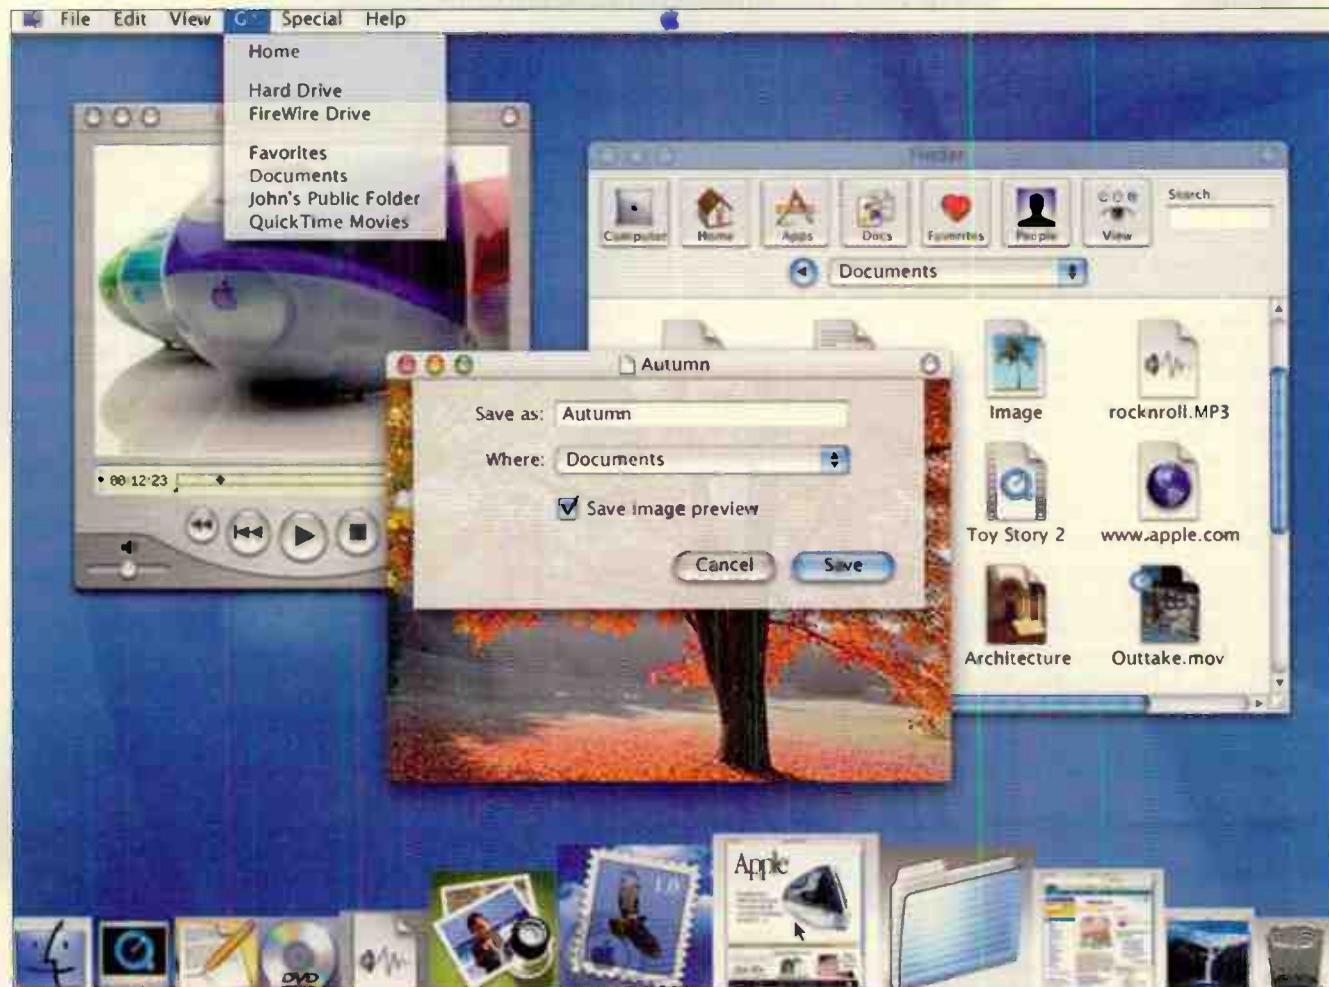 File Edit View Go Special Help
Home
Hard Drive
FireWire Drive
Favorites
Documents
John's Public Folder
QuickTime Movies
00:12:23
Finder
Computer Home Apps Docs Favorites People View Search
Documents
Image rocknroll.MP3
Toy Story 2 www.apple.com
Architecture Outtake.mov
Autumn
Save as: Autumn
Where: Documents
Save image preview
Cancel Save
Apple
DVD